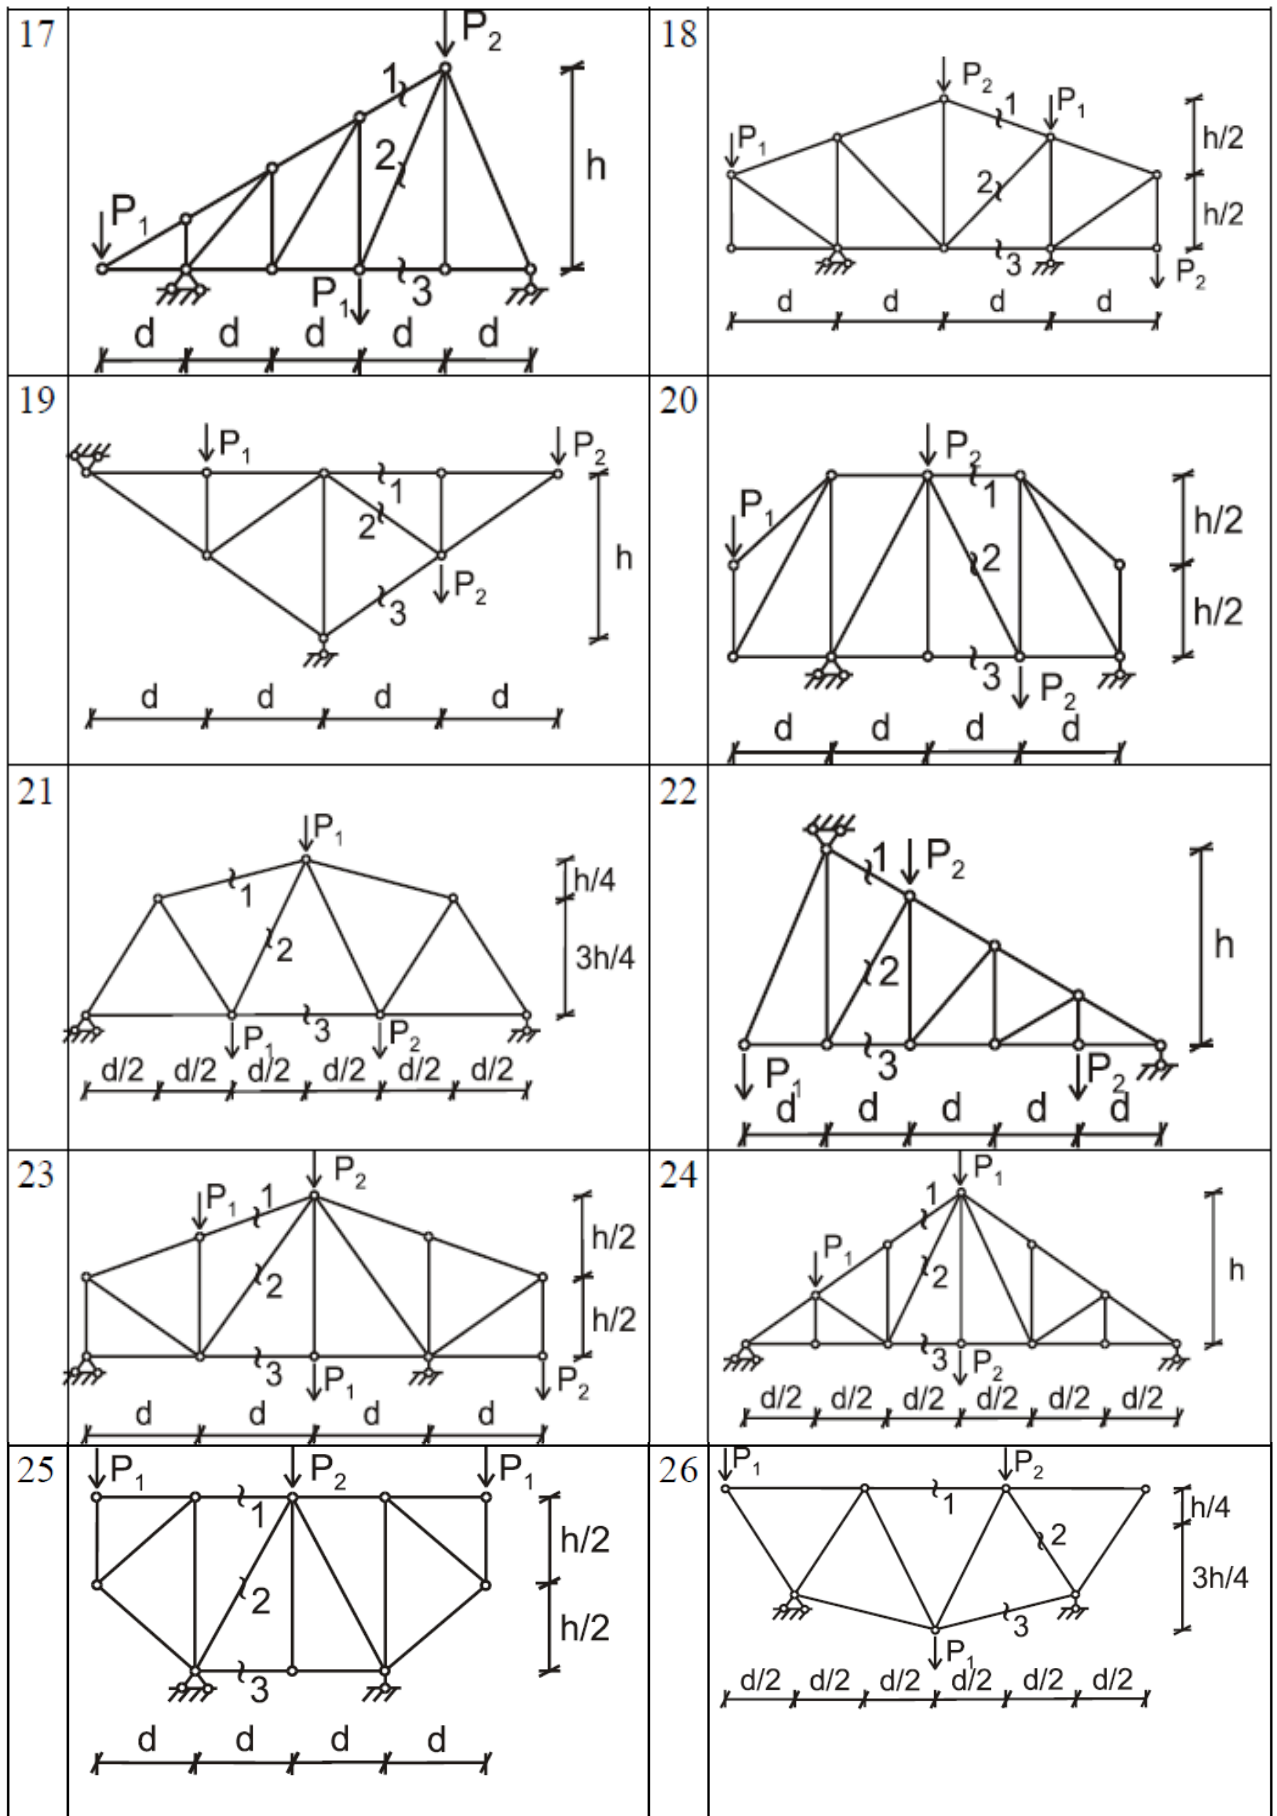 17
P₂
1
2
h
P₁
P₁
3
d d d d d
18
P₂
1
P₁
P₁
h/2
2
h/2
3
P₂
d d d d
19
P₁
P₂
1
2
h
P₂
3
d d d d
20
P₂
1
P₁
h/2
2
h/2
3
P₂
d d d d
21
P₁
h/4
1
2
3h/4
3
P₁
P₂
d/2 d/2 d/2 d/2 d/2 d/2
22
1
P₂
h
2
3
P₁
P₂
d d d d d
23
P₂
P₁
1
h/2
2
h/2
3
P₁
P₂
d d d d
24
P₁
1
P₁
2
h
3
P₂
d/2 d/2 d/2 d/2 d/2 d/2
25
P₁ P₂ P₁
1
h/2
2
h/2
3
d d d d
26
P₁ P₂
1
h/4
2
3h/4
3
P₁
d/2 d/2 d/2 d/2 d/2 d/2